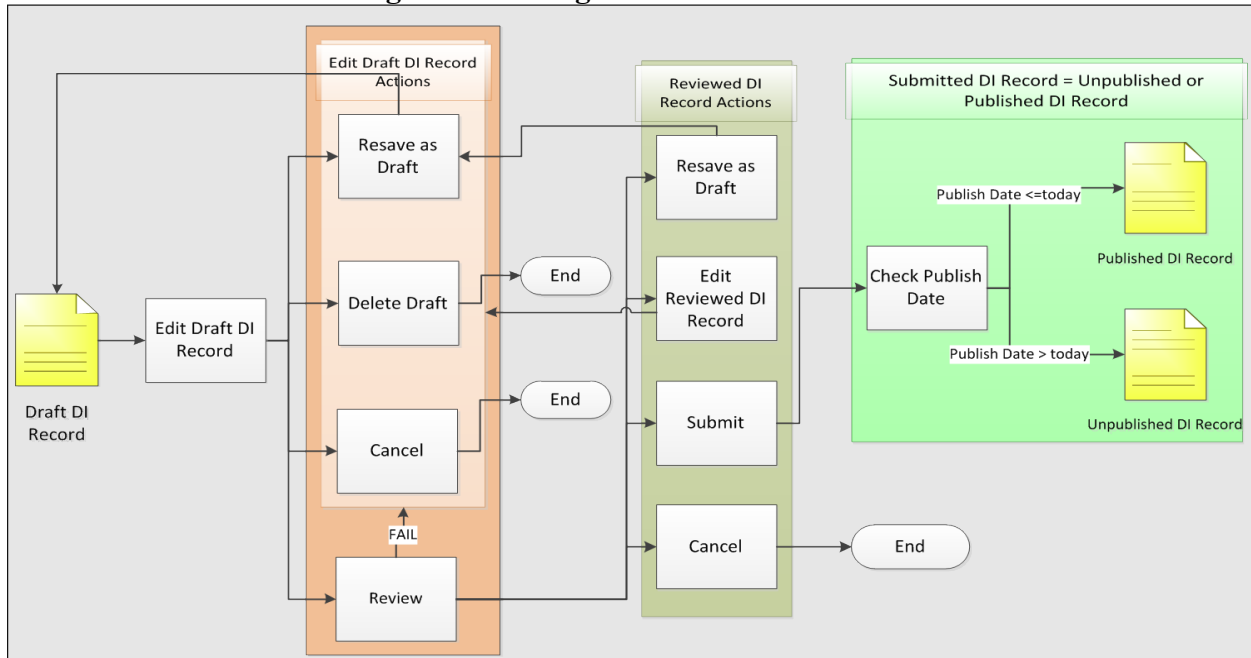 Edit Draft DI Record
Actions
Resave as
Draft
Delete Draft
Cancel
FAIL
Review
Draft DI
Record
Edit Draft DI
Record
End
End
Reviewed DI
Record Actions
Resave as
Draft
Edit
Reviewed DI
Record
Submit
Cancel
End
Submitted DI Record = Unpublished or
Published DI Record
Check Publish
Date
Publish Date <=today
Published DI Record
Publish Date > today
Unpublished DI Record